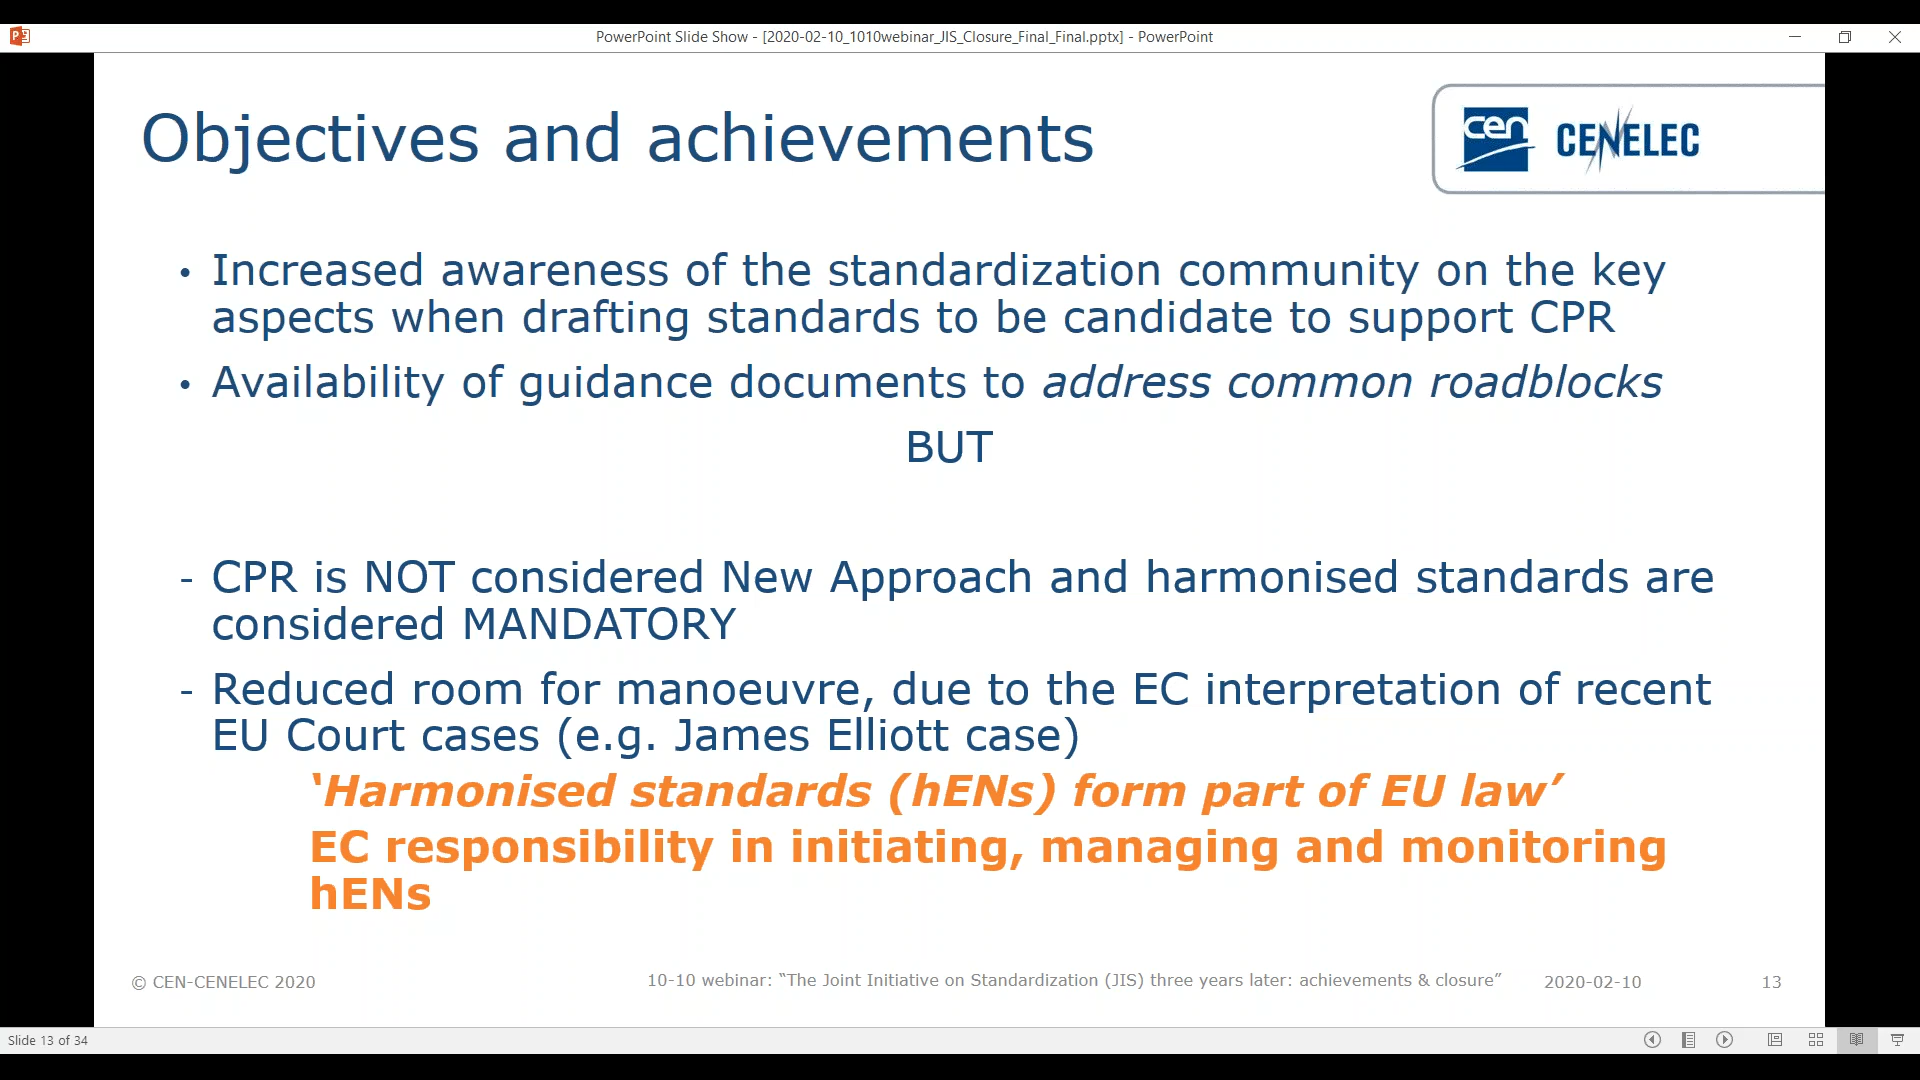 PowerPoint Slide Show - [2020-02-10_1010webinar_JIS_Closure_Final_Final.pptx] - PowerPoint
Objectives and achievements
cen
CENELEC
• Increased awareness of the standardization community on the key
aspects when drafting standards to be candidate to support CPR
• Availability of guidance documents to address common roadblocks
BUT
- CPR is NOT considered New Approach and harmonised standards are
considered MANDATORY
- Reduced room for manoeuvre, due to the EC interpretation of recent
EU Court cases (e.g. James Elliott case)
‘Harmonised standards (hENs) form part of EU law’
EC responsibility in initiating, managing and monitoring
hENs
© CEN-CENELEC 2020
10-10 webinar: “The Joint Initiative on Standardization (JIS) three years later: achievements & closure”
2020-02-10
13
Slide 13 of 34